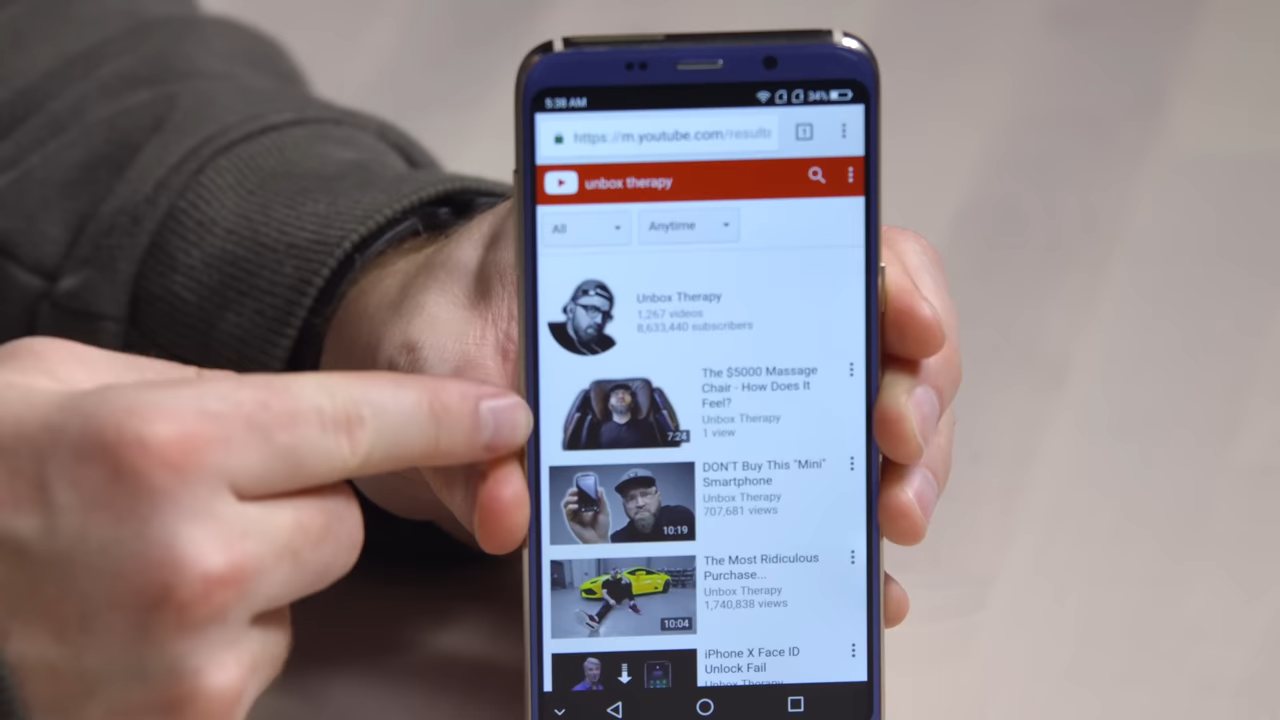 5:38 AM
34%
https://m.youtube.com/results
1
unbox therapy
All
Anytime
Unbox Therapy
1,267 videos
8,633,440 subscribers
The $5000 Massage
Chair - How Does It
Feel?
Unbox Therapy
1 view
7:24
DON'T Buy This "Mini"
Smartphone
Unbox Therapy
707,681 views
10:19
The Most Ridiculous
Purchase...
Unbox Therapy
1,740,838 views
10:04
iPhone X Face ID
Unlock Fail
Unbox Therapy